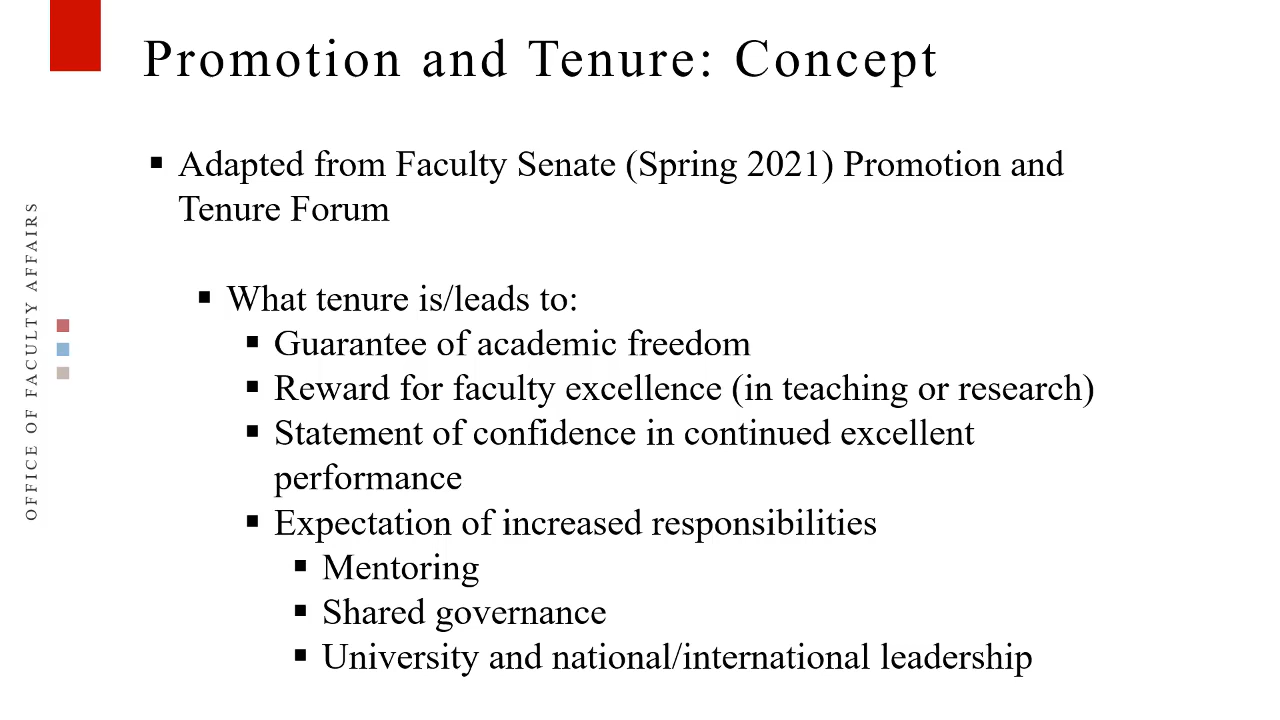 Promotion and Tenure: Concept
▪ Adapted from Faculty Senate (Spring 2021) Promotion and
Tenure Forum
▪ What tenure is/leads to:
▪ Guarantee of academic freedom
▪ Reward for faculty excellence (in teaching or research)
▪ Statement of confidence in continued excellent
performance
▪ Expectation of increased responsibilities
▪ Mentoring
▪ Shared governance
▪ University and national/international leadership
OFFICE OF FACULTY AFFAIRS